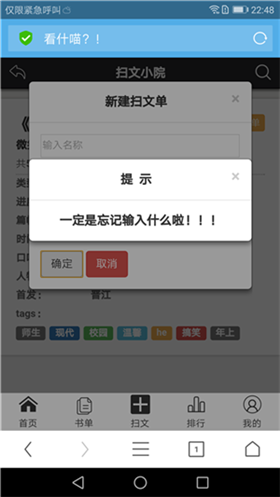 仅限紧急呼叫 22:48
看什喵？！
扫文小院
新建扫文单 ×
《 单
微
输入名称
共
提 示 ×
类
进
一定是忘记输入什么啦！！！
篇
时
口
确定 取消
人
首发： 晋江
tags：
师生 现代 校园 温馨 he 搞笑 年上
首页 书单 扫文 排行 我的
1